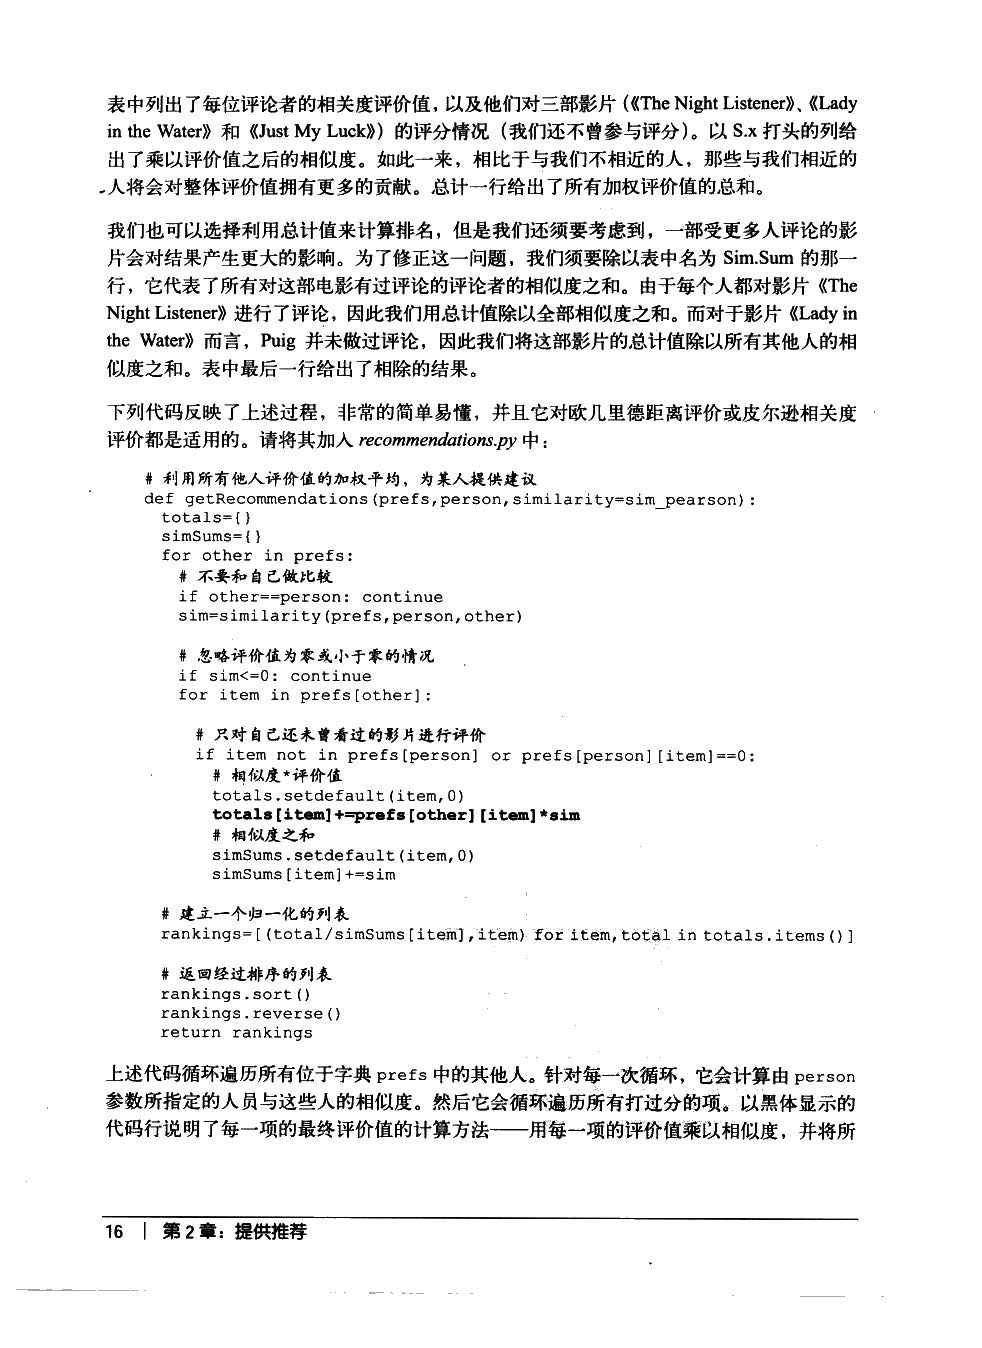 表中列出了每位评论者的相关度评价值，以及他们对三部影片（《The Night Listener》、《Lady
in the Water》和《Just My Luck》）的评分情况（我们还不曾参与评分）。以 S.x 打头的列给
出了乘以评价值之后的相似度。如此一来，相比于与我们不相近的人，那些与我们相近的
人将会对整体评价值拥有更多的贡献。总计一行给出了所有加权评价值的总和。
我们也可以选择利用总计值来计算排名，但是我们还须要考虑到，一部受更多人评论的影
片会对结果产生更大的影响。为了修正这一问题，我们须要除以表中名为 Sim.Sum 的那一
行，它代表了所有对这部电影有过评论的评论者的相似度之和。由于每个人都对影片《The
Night Listener》进行了评论，因此我们用总计值除以全部相似度之和。而对于影片《Lady in
the Water》而言，Puig 并未做过评论，因此我们将这部影片的总计值除以所有其他人的相
似度之和。表中最后一行给出了相除的结果。
下列代码反映了上述过程，非常的简单易懂，并且它对欧几里德距离评价或皮尔逊相关度
评价都是适用的。请将其加入 recommendations.py 中：
# 利用所有他人评价值的加权平均，为某人提供建议
def getRecommendations(prefs,person,similarity=sim_pearson):
totals={}
simSums={}
for other in prefs:
# 不要和自己做比较
if other==person: continue
sim=similarity(prefs,person,other)
# 忽略评价值为零或小于零的情况
if sim<=0: continue
for item in prefs[other]:
# 只对自己还未曾看过的影片进行评价
if item not in prefs[person] or prefs[person][item]==0:
# 相似度*评价值
totals.setdefault(item,0)
totals[item]+=prefs[other][item]*sim
# 相似度之和
simSums.setdefault(item,0)
simSums[item]+=sim
# 建立一个归一化的列表
rankings=[(total/simSums[item],item) for item,total in totals.items()]
# 返回经过排序的列表
rankings.sort()
rankings.reverse()
return rankings
上述代码循环遍历所有位于字典 prefs 中的其他人。针对每一次循环，它会计算由 person
参数所指定的人员与这些人的相似度。然后它会循环遍历所有打过分的项。以黑体显示的
代码行说明了每一项的最终评价值的计算方法——用每一项的评价值乘以相似度，并将所
16 | 第 2 章：提供推荐